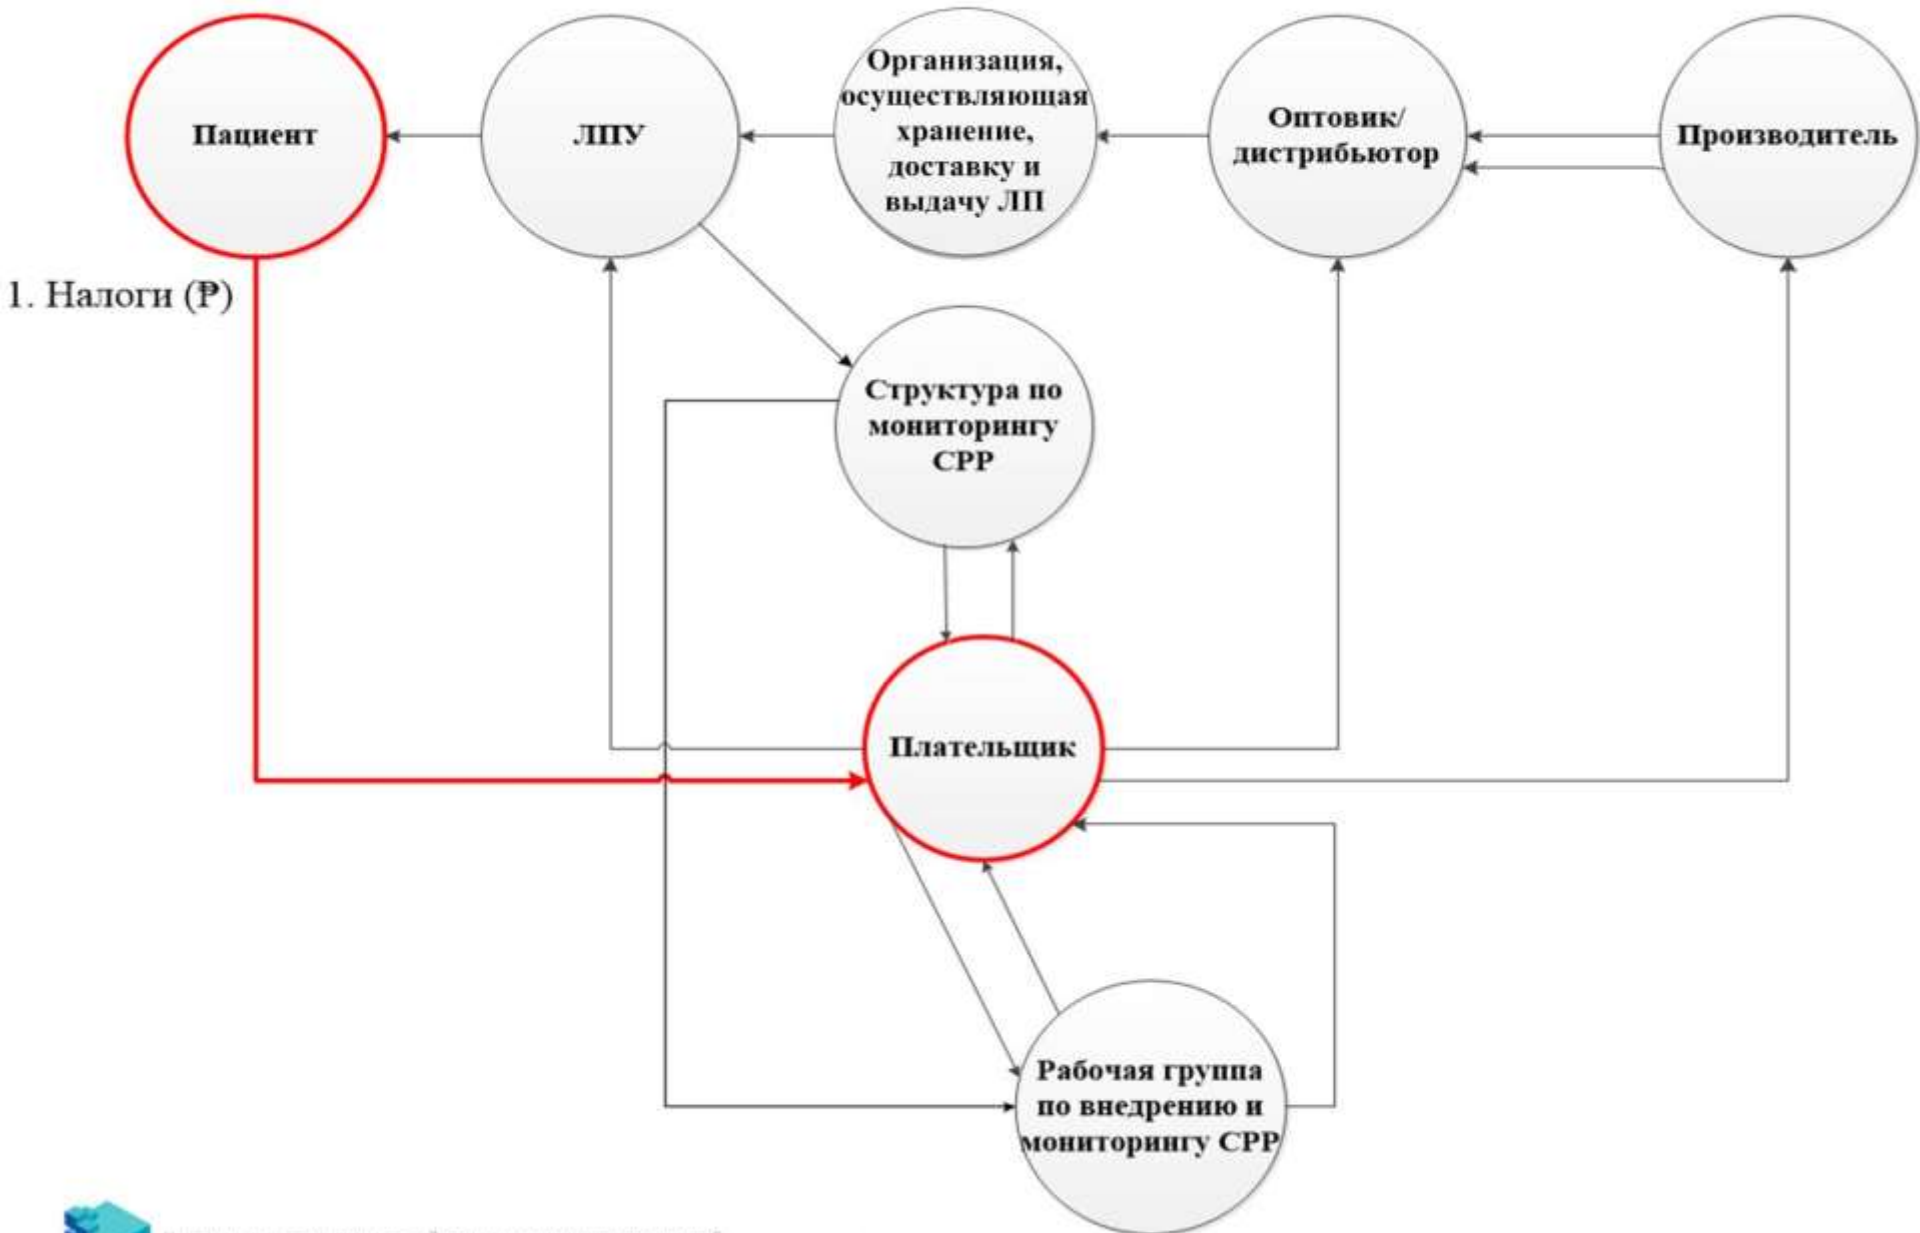 Пациент
ЛПУ
Организация,
осуществляющая
хранение,
доставку и
выдачу ЛП
Оптовик/
дистрибьютор
Производитель
1. Налоги (₽)
Структура по
мониторингу
СРР
Плательщик
Рабочая группа
по внедрению и
мониторингу СРР